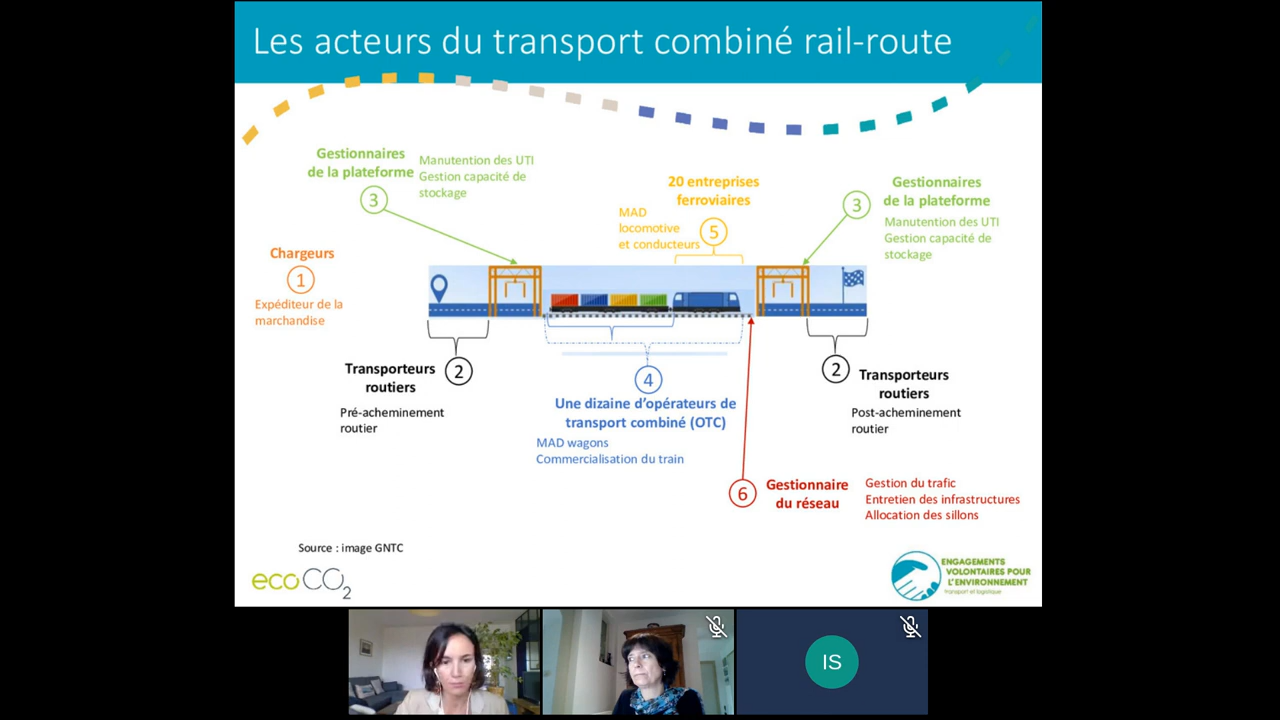 Les acteurs du transport combiné rail-route
Gestionnaires
de la plateforme
3
Manutention des UTI
Gestion capacité de
stockage
20 entreprises
ferroviaires
MAD
locomotive
et conducteurs
5
3
Gestionnaires
de la plateforme
Manutention des UTI
Gestion capacité de
stockage
Chargeurs
1
Expéditeur de la
marchandise
Transporteurs
routiers
2
Pré-acheminement
routier
4
Une dizaine d'opérateurs de
transport combiné (OTC)
MAD wagons
Commercialisation du train
2
Transporteurs
routiers
Post-acheminement
routier
6
Gestionnaire
du réseau
Gestion du trafic
Entretien des infrastructures
Allocation des sillons
Source : image GNTC
ecoCO2
ENGAGEMENTS
VOLONTAIRES POUR
L'ENVIRONNEMENT
transport et logistique
IS